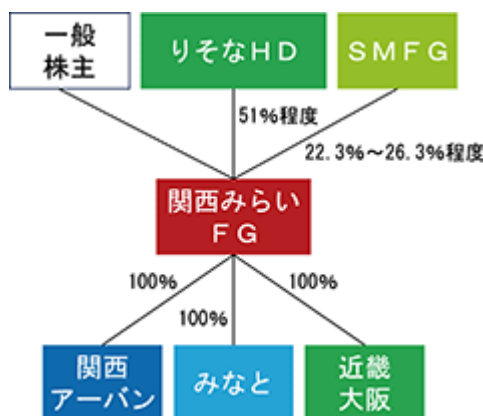 一般
株主
りそなHD
SMFG
51%程度
22.3%~26.3%程度
関西みらい
FG
100%
100%
100%
関西
アーバン
みなと
近畿
大阪